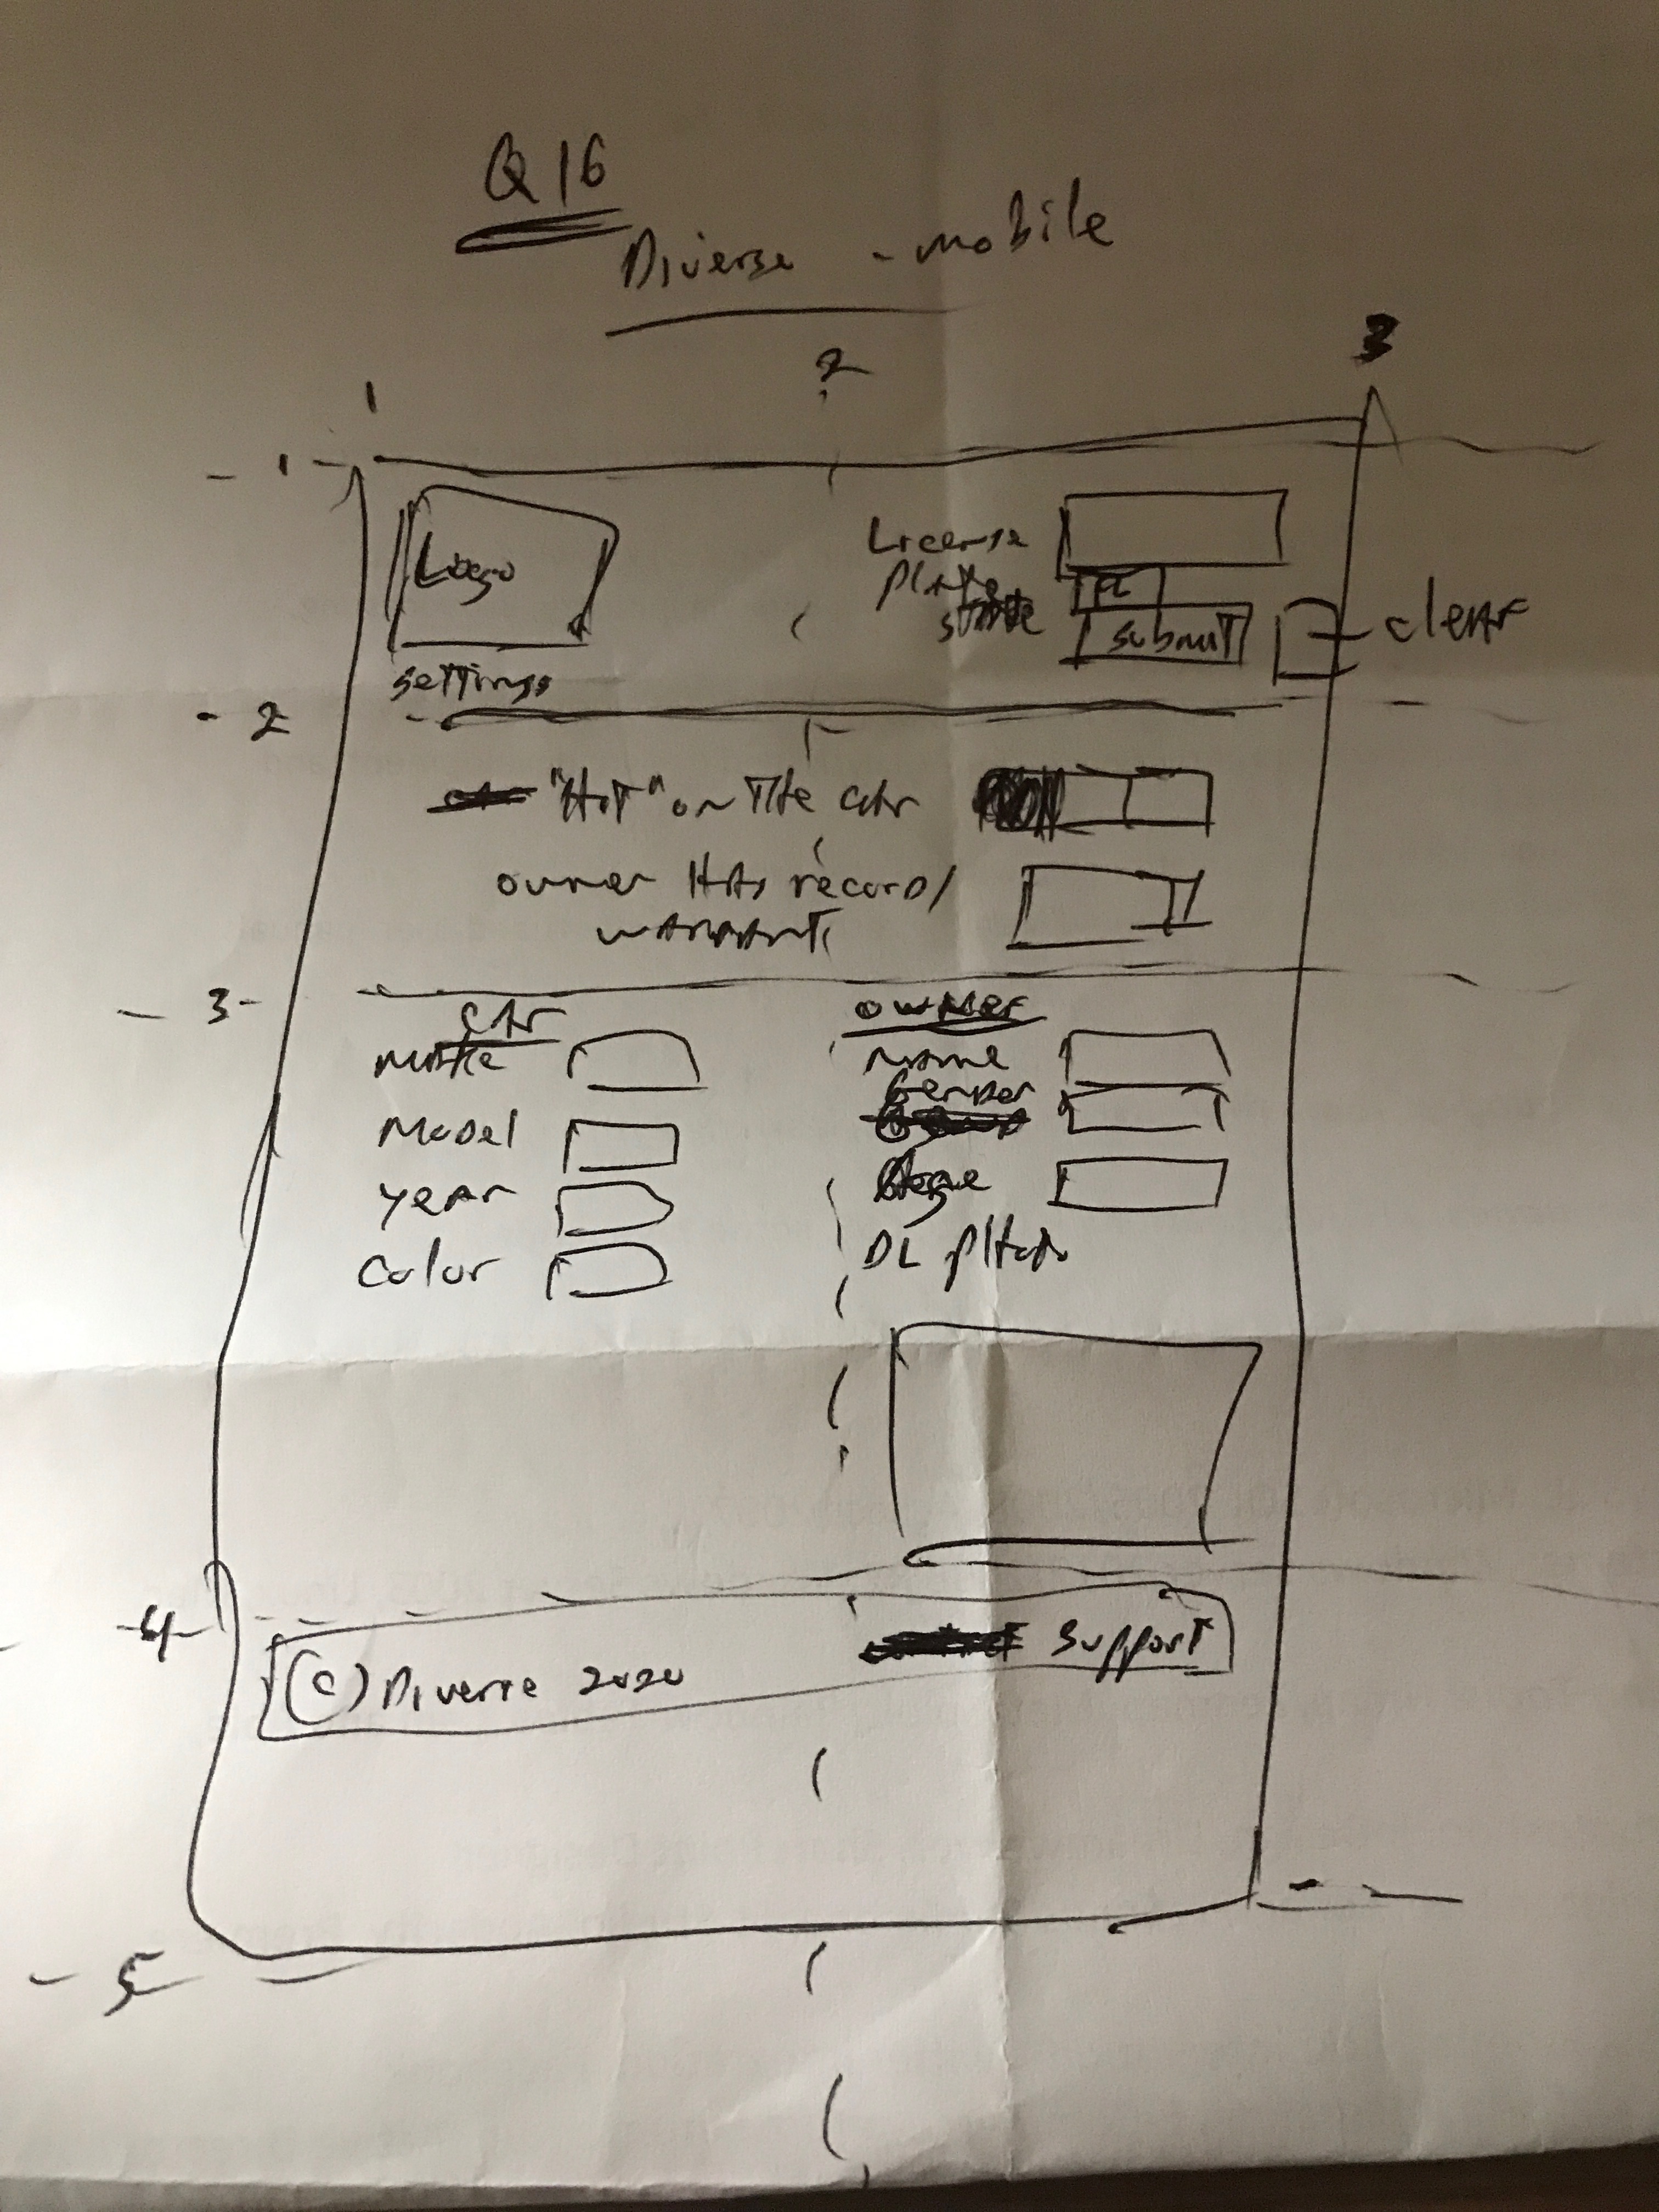 Q16
Diverse - mobile
1 2 3
- 1 -
Logo
License
plate
state
FL
submit
clear
settings
- 2
"Hot" on the car
owner has record/
warrants
- 3 -
car
owner
make
name
Gender
model
year
Age
color
DL photo
- 4 -
(c) Diverse 2020
support
- 5